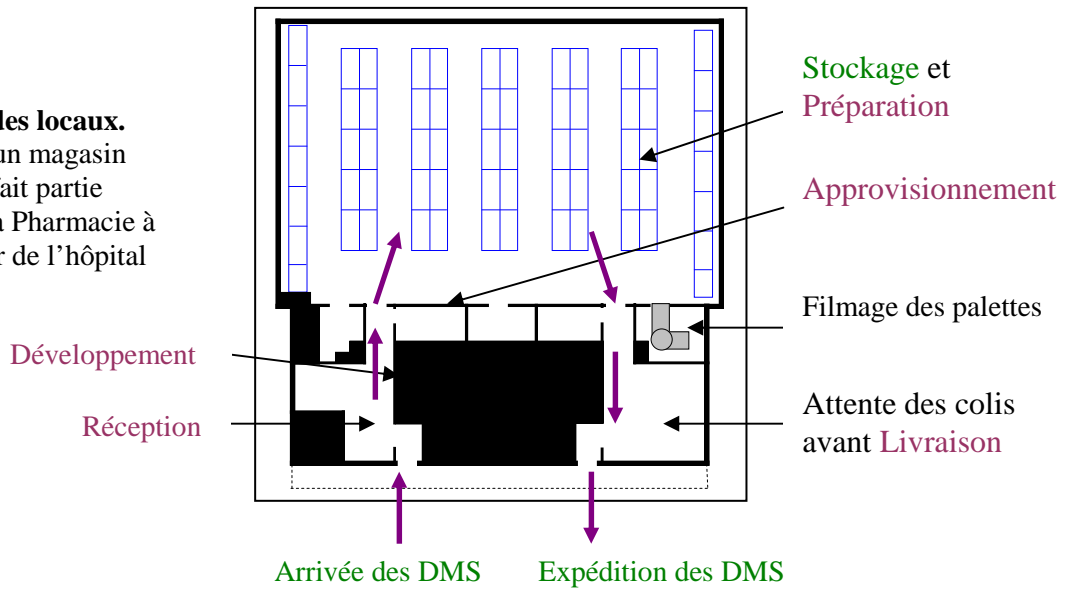 les locaux.
un magasin
fait partie
Pharmacie à
de l’hôpital
Développement
Réception
Stockage et
Préparation
Approvisionnement
Filmage des palettes
Attente des colis
avant Livraison
Arrivée des DMS
Expédition des DMS